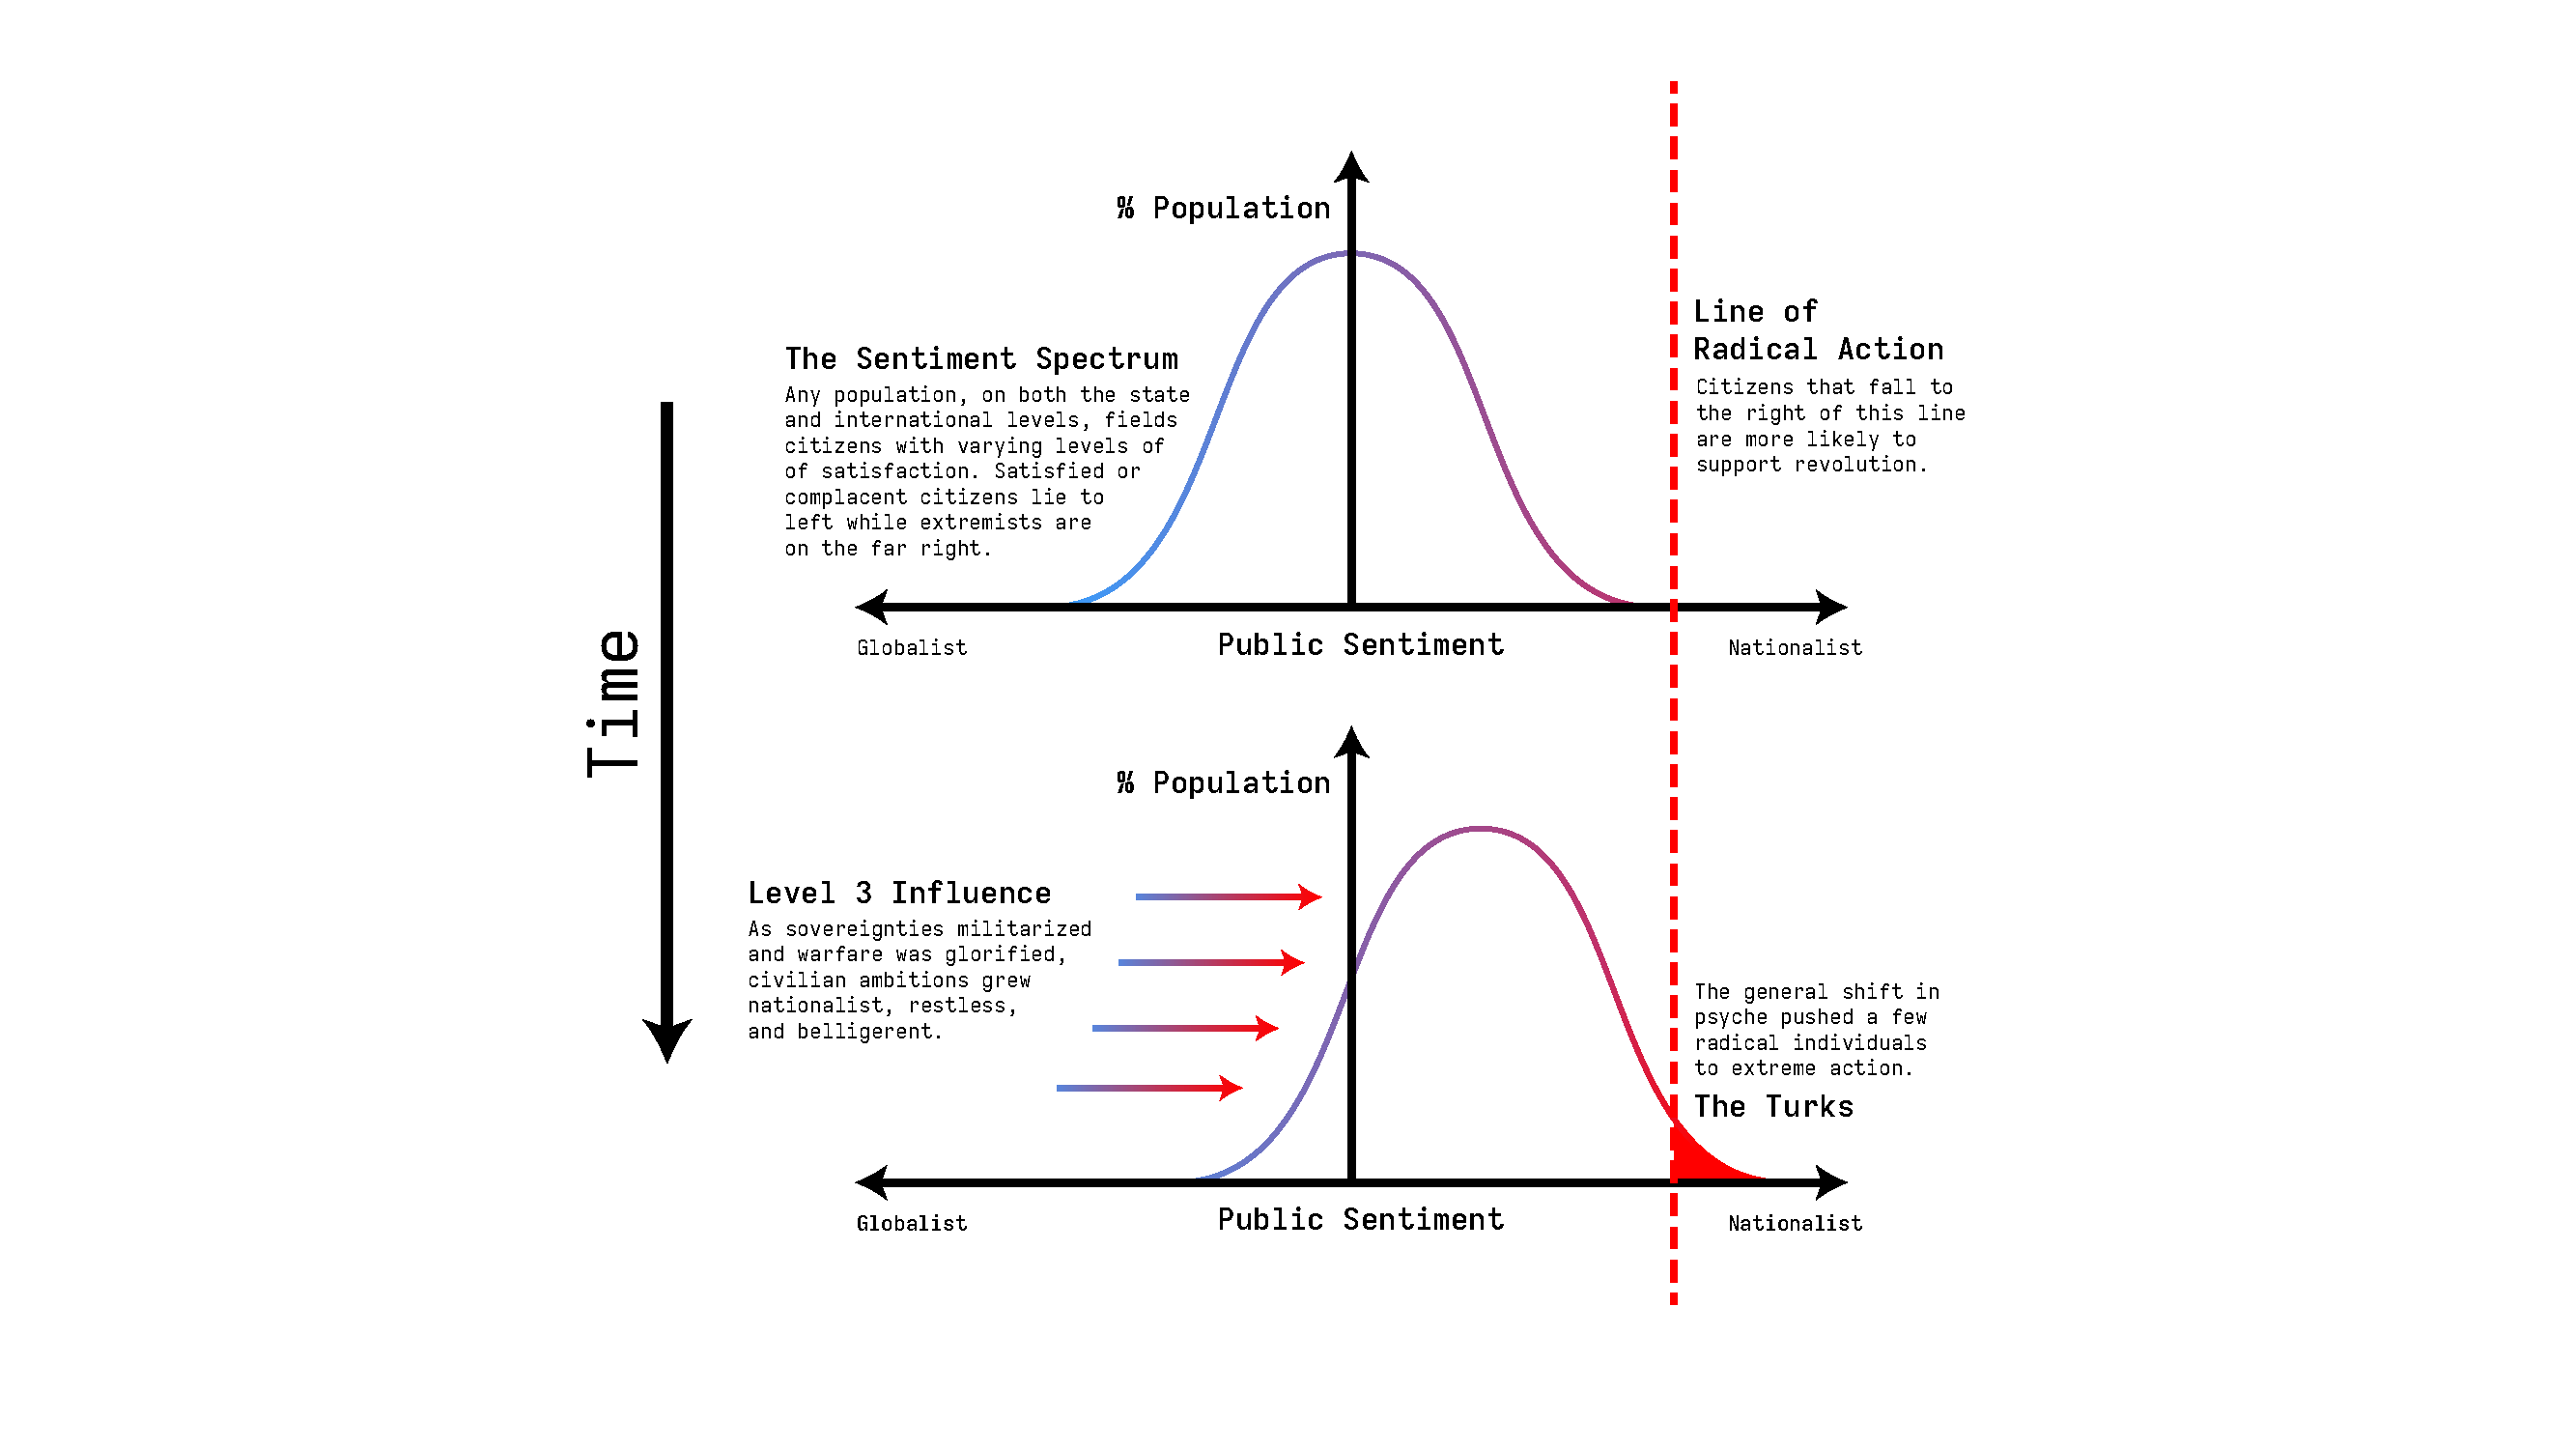 % Population
Line of
Radical Action
Citizens that fall to
the right of this line
are more likely to
support revolution.
The Sentiment Spectrum
Any population, on both the state
and international levels, fields
citizens with varying levels of
of satisfaction. Satisfied or
complacent citizens lie to
left while extremists are
on the far right.
Globalist
Public Sentiment
Nationalist
Time
% Population
Level 3 Influence
As sovereignties militarized
and warfare was glorified,
civilian ambitions grew
nationalist, restless,
and belligerent.
The general shift in
psyche pushed a few
radical individuals
to extreme action.
The Turks
Globalist
Public Sentiment
Nationalist